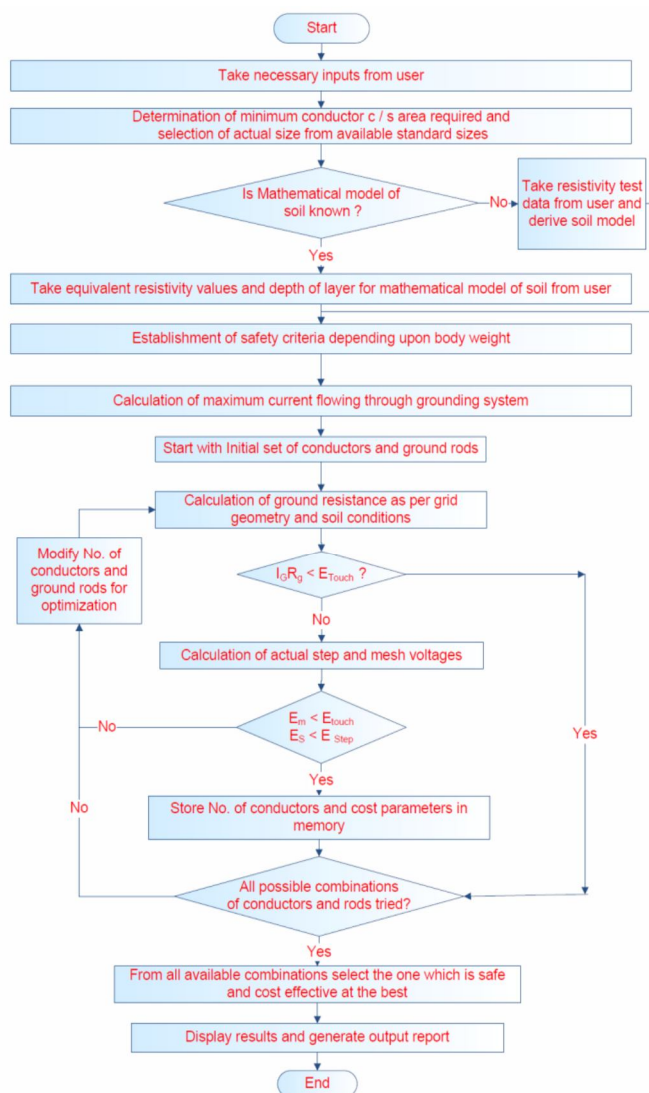 Start
Take necessary inputs from user
Determination of minimum conductor c / s area required and
selection of actual size from available standard sizes
Is Mathematical model of
soil known ?
No
Take resistivity test
data from user and
derive soil model
Yes
Take equivalent resistivity values and depth of layer for mathematical model of soil from user
Establishment of safety criteria depending upon body weight
Calculation of maximum current flowing through grounding system
Start with Initial set of conductors and ground rods
Calculation of ground resistance as per grid
geometry and soil conditions
Modify No. of
conductors and
ground rods for
optimization
I_GR_g < E_Touch ?
No
Calculation of actual step and mesh voltages
E_m < E_touch
E_S < E_Step
No
Yes
Yes
Store No. of conductors and cost parameters in
memory
No
All possible combinations
of conductors and rods tried?
Yes
From all available combinations select the one which is safe
and cost effective at the best
Display results and generate output report
End